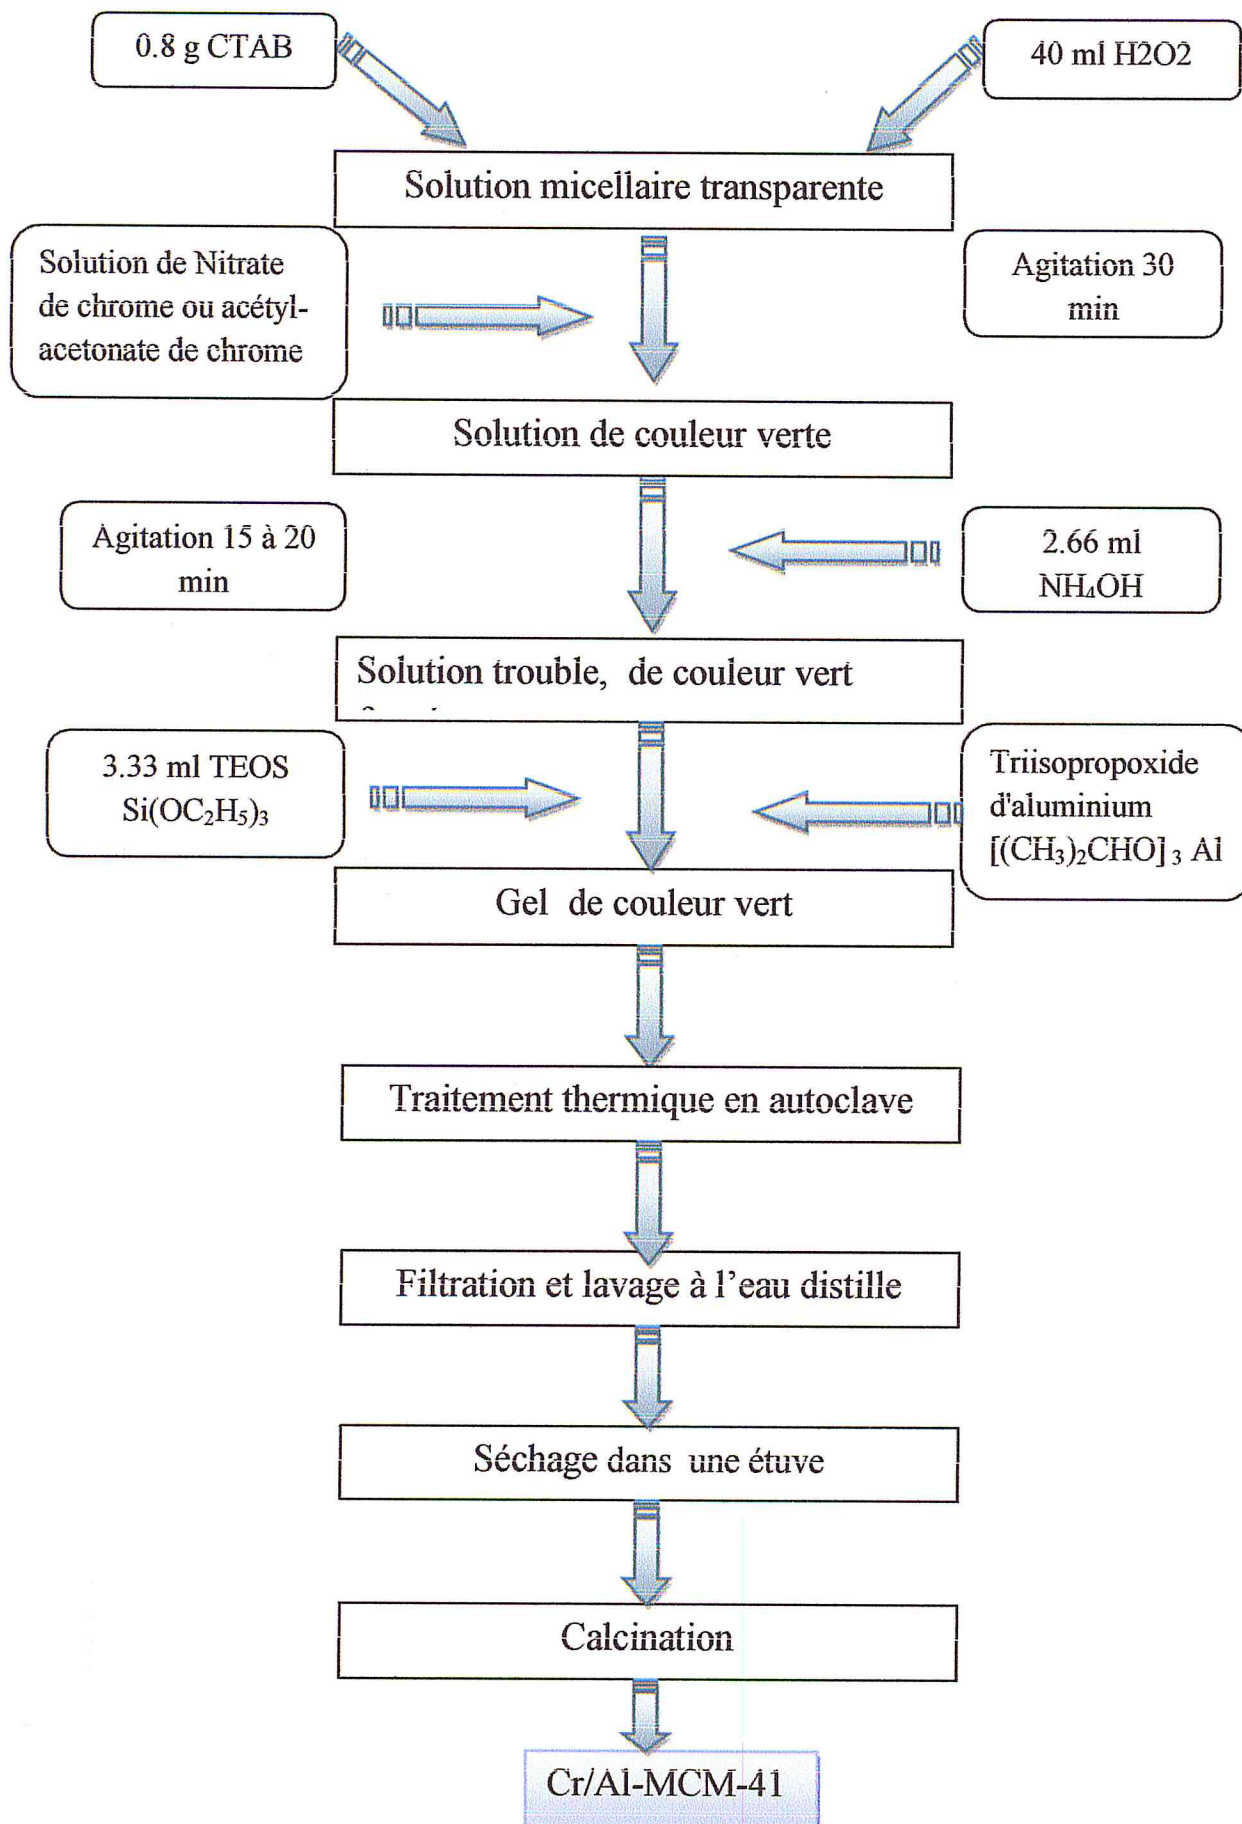 0.8 g CTAB
40 ml H2O2
Solution micellaire transparente
Solution de Nitrate
de chrome ou acétyl-
acetonate de chrome
Agitation 30
min
Solution de couleur verte
Agitation 15 à 20
min
2.66 ml
NH₄OH
Solution trouble, de couleur vert
3.33 ml TEOS
Si(OC₂H₅)₃
Triisopropoxide
d'aluminium
[(CH₃)₂CHO] ₃ Al
Gel de couleur vert
Traitement thermique en autoclave
Filtration et lavage à l’eau distille
Séchage dans une étuve
Calcination
Cr/Al-MCM-41